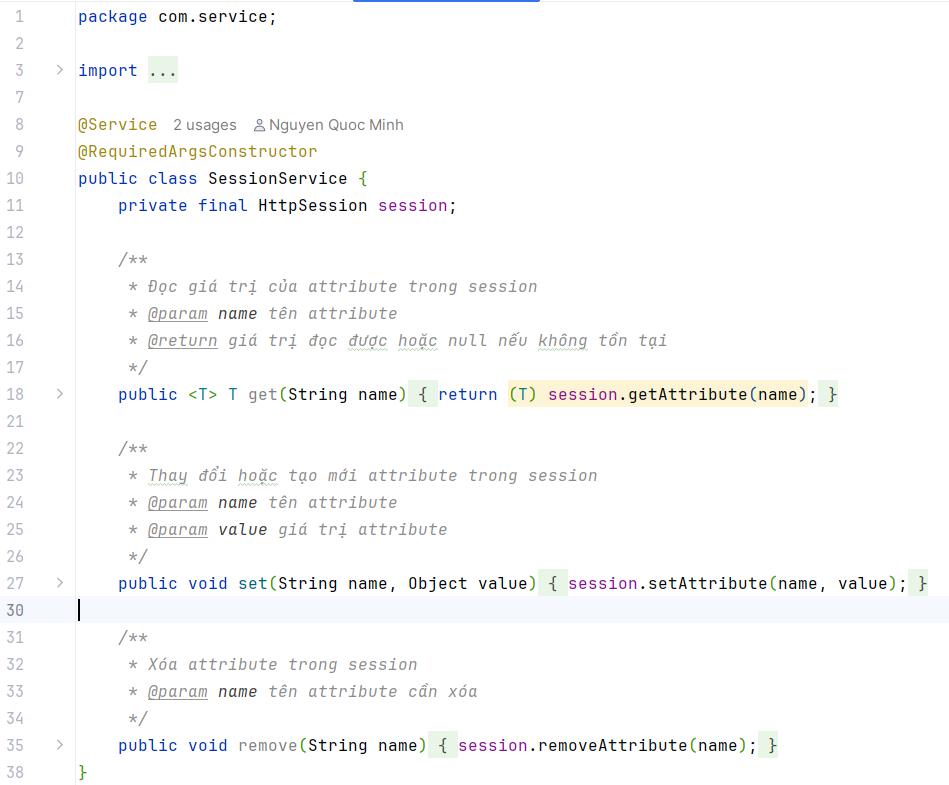 1 package com.service;
2
3 import ...
7
8 @Service 2 usages Nguyen Quoc Minh
9 @RequiredArgsConstructor
10 public class SessionService {
11 private final HttpSession session;
12
13 /**
14 * Đọc giá trị của attribute trong session
15 * @param name tên attribute
16 * @return giá trị đọc được hoặc null nếu không tồn tại
17 */
18 public <T> T get(String name) { return (T) session.getAttribute(name); }
21
22 /**
23 * Thay đổi hoặc tạo mới attribute trong session
24 * @param name tên attribute
25 * @param value giá trị attribute
26 */
27 public void set(String name, Object value) { session.setAttribute(name, value); }
30
31 /**
32 * Xóa attribute trong session
33 * @param name tên attribute cần xóa
34 */
35 public void remove(String name) { session.removeAttribute(name); }
38 }